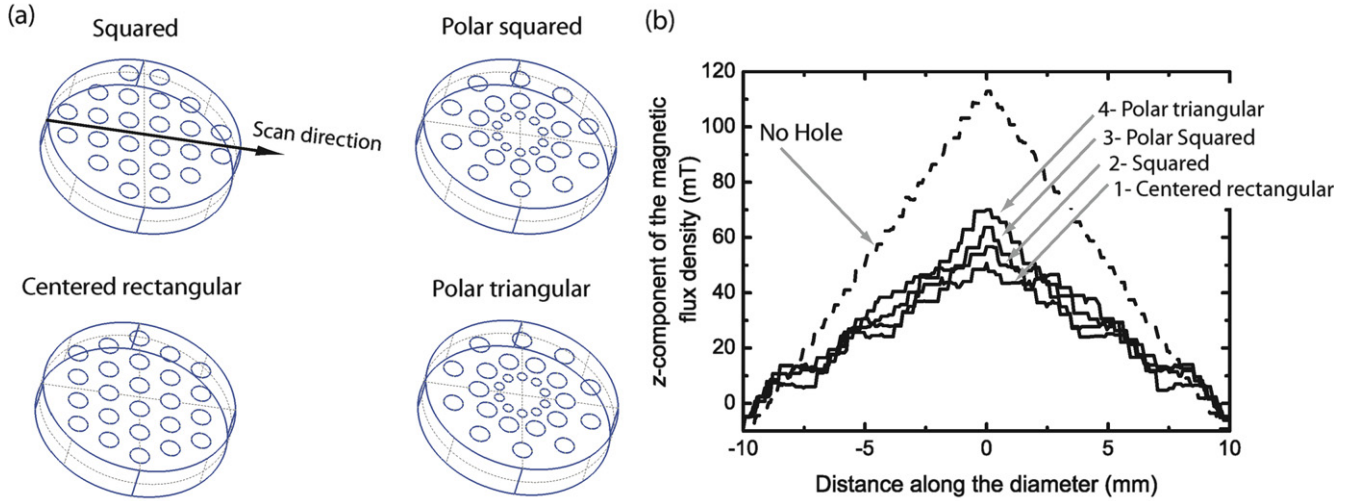 (a)
Squared
Polar squared
Scan direction
Centered rectangular
Polar triangular
(b)
z-component of the magnetic
flux density (mT)
120
100
80
60
40
20
0
-10
-5
0
5
10
Distance along the diameter (mm)
No Hole
4- Polar triangular
3- Polar Squared
2- Squared
1- Centered rectangular